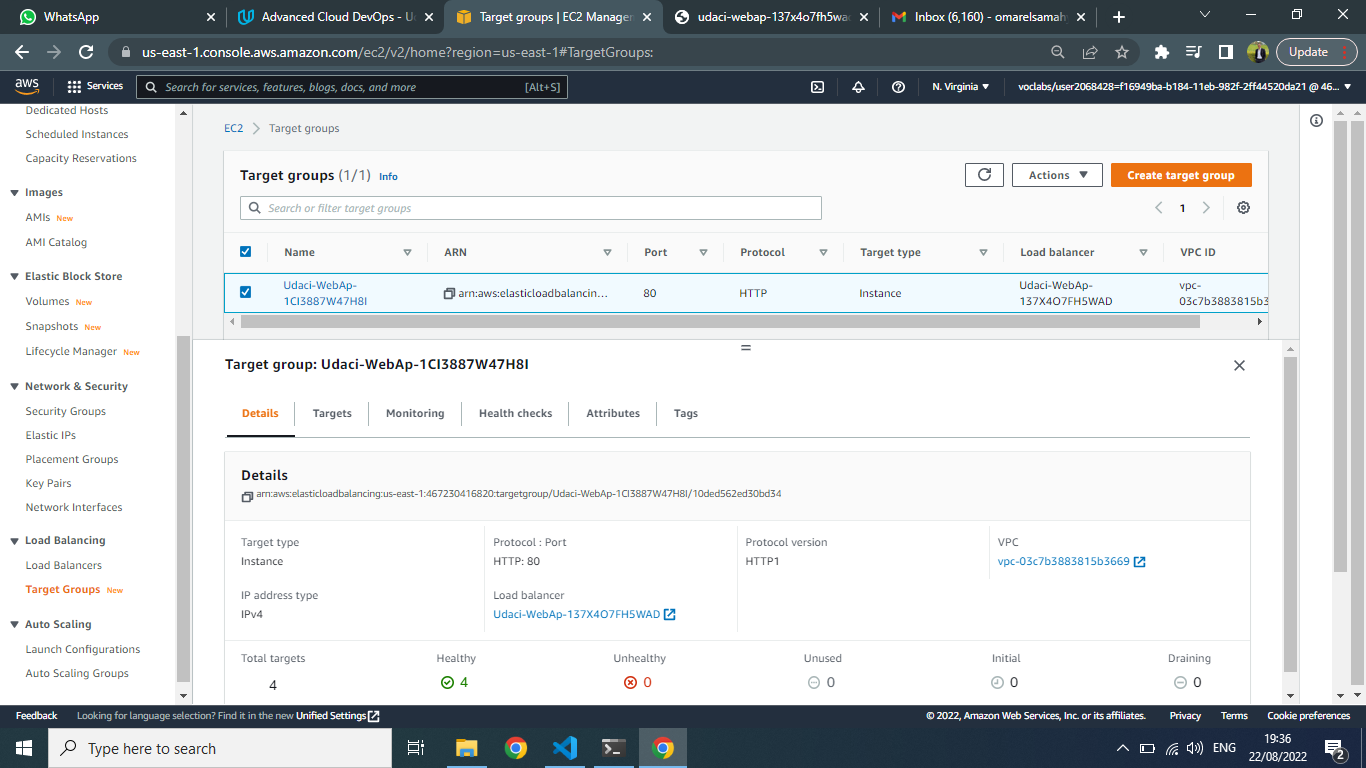 WhatsApp
Advanced Cloud DevOps - U
Target groups | EC2 Manager
udaci-webap-137x4o7fh5wad
Inbox (6,160) - omarelsamah
us-east-1.console.aws.amazon.com/ec2/v2/home?region=us-east-1#TargetGroups:
Update
aws
Services
Search for services, features, blogs, docs, and more
[Alt+S]
N. Virginia
voclabs/user2068428=f16949ba-b184-11eb-982f-2ff44520da21 @ 46...
Dedicated Hosts
Scheduled Instances
Capacity Reservations
Images
AMIs New
AMI Catalog
Elastic Block Store
Volumes New
Snapshots New
Lifecycle Manager New
Network & Security
Security Groups
Elastic IPs
Placement Groups
Key Pairs
Network Interfaces
Load Balancing
Load Balancers
Target Groups New
Auto Scaling
Launch Configurations
Auto Scaling Groups
EC2 > Target groups
Target groups (1/1) Info
Actions
Create target group
Search or filter target groups
1
Name
ARN
Port
Protocol
Target type
Load balancer
VPC ID
Udaci-WebAp-
1CI3887W47H8I
arn:aws:elasticloadbalancin...
80
HTTP
Instance
Udaci-WebAp-
137X4O7FH5WAD
vpc-
03c7b3883815b3
Target group: Udaci-WebAp-1CI3887W47H8I
Details
Targets
Monitoring
Health checks
Attributes
Tags
Details
arn:aws:elasticloadbalancing:us-east-1:467230416820:targetgroup/Udaci-WebAp-1CI3887W47H8I/10ded562ed30bd34
Target type
Instance
Protocol : Port
HTTP: 80
Protocol version
HTTP1
VPC
vpc-03c7b3883815b3669
IP address type
IPv4
Load balancer
Udaci-WebAp-137X4O7FH5WAD
Total targets
4
Healthy
4
Unhealthy
0
Unused
0
Initial
0
Draining
0
Feedback
Looking for language selection? Find it in the new Unified Settings
© 2022, Amazon Web Services, Inc. or its affiliates.
Privacy
Terms
Cookie preferences
Type here to search
ENG
19:36
22/08/2022
2